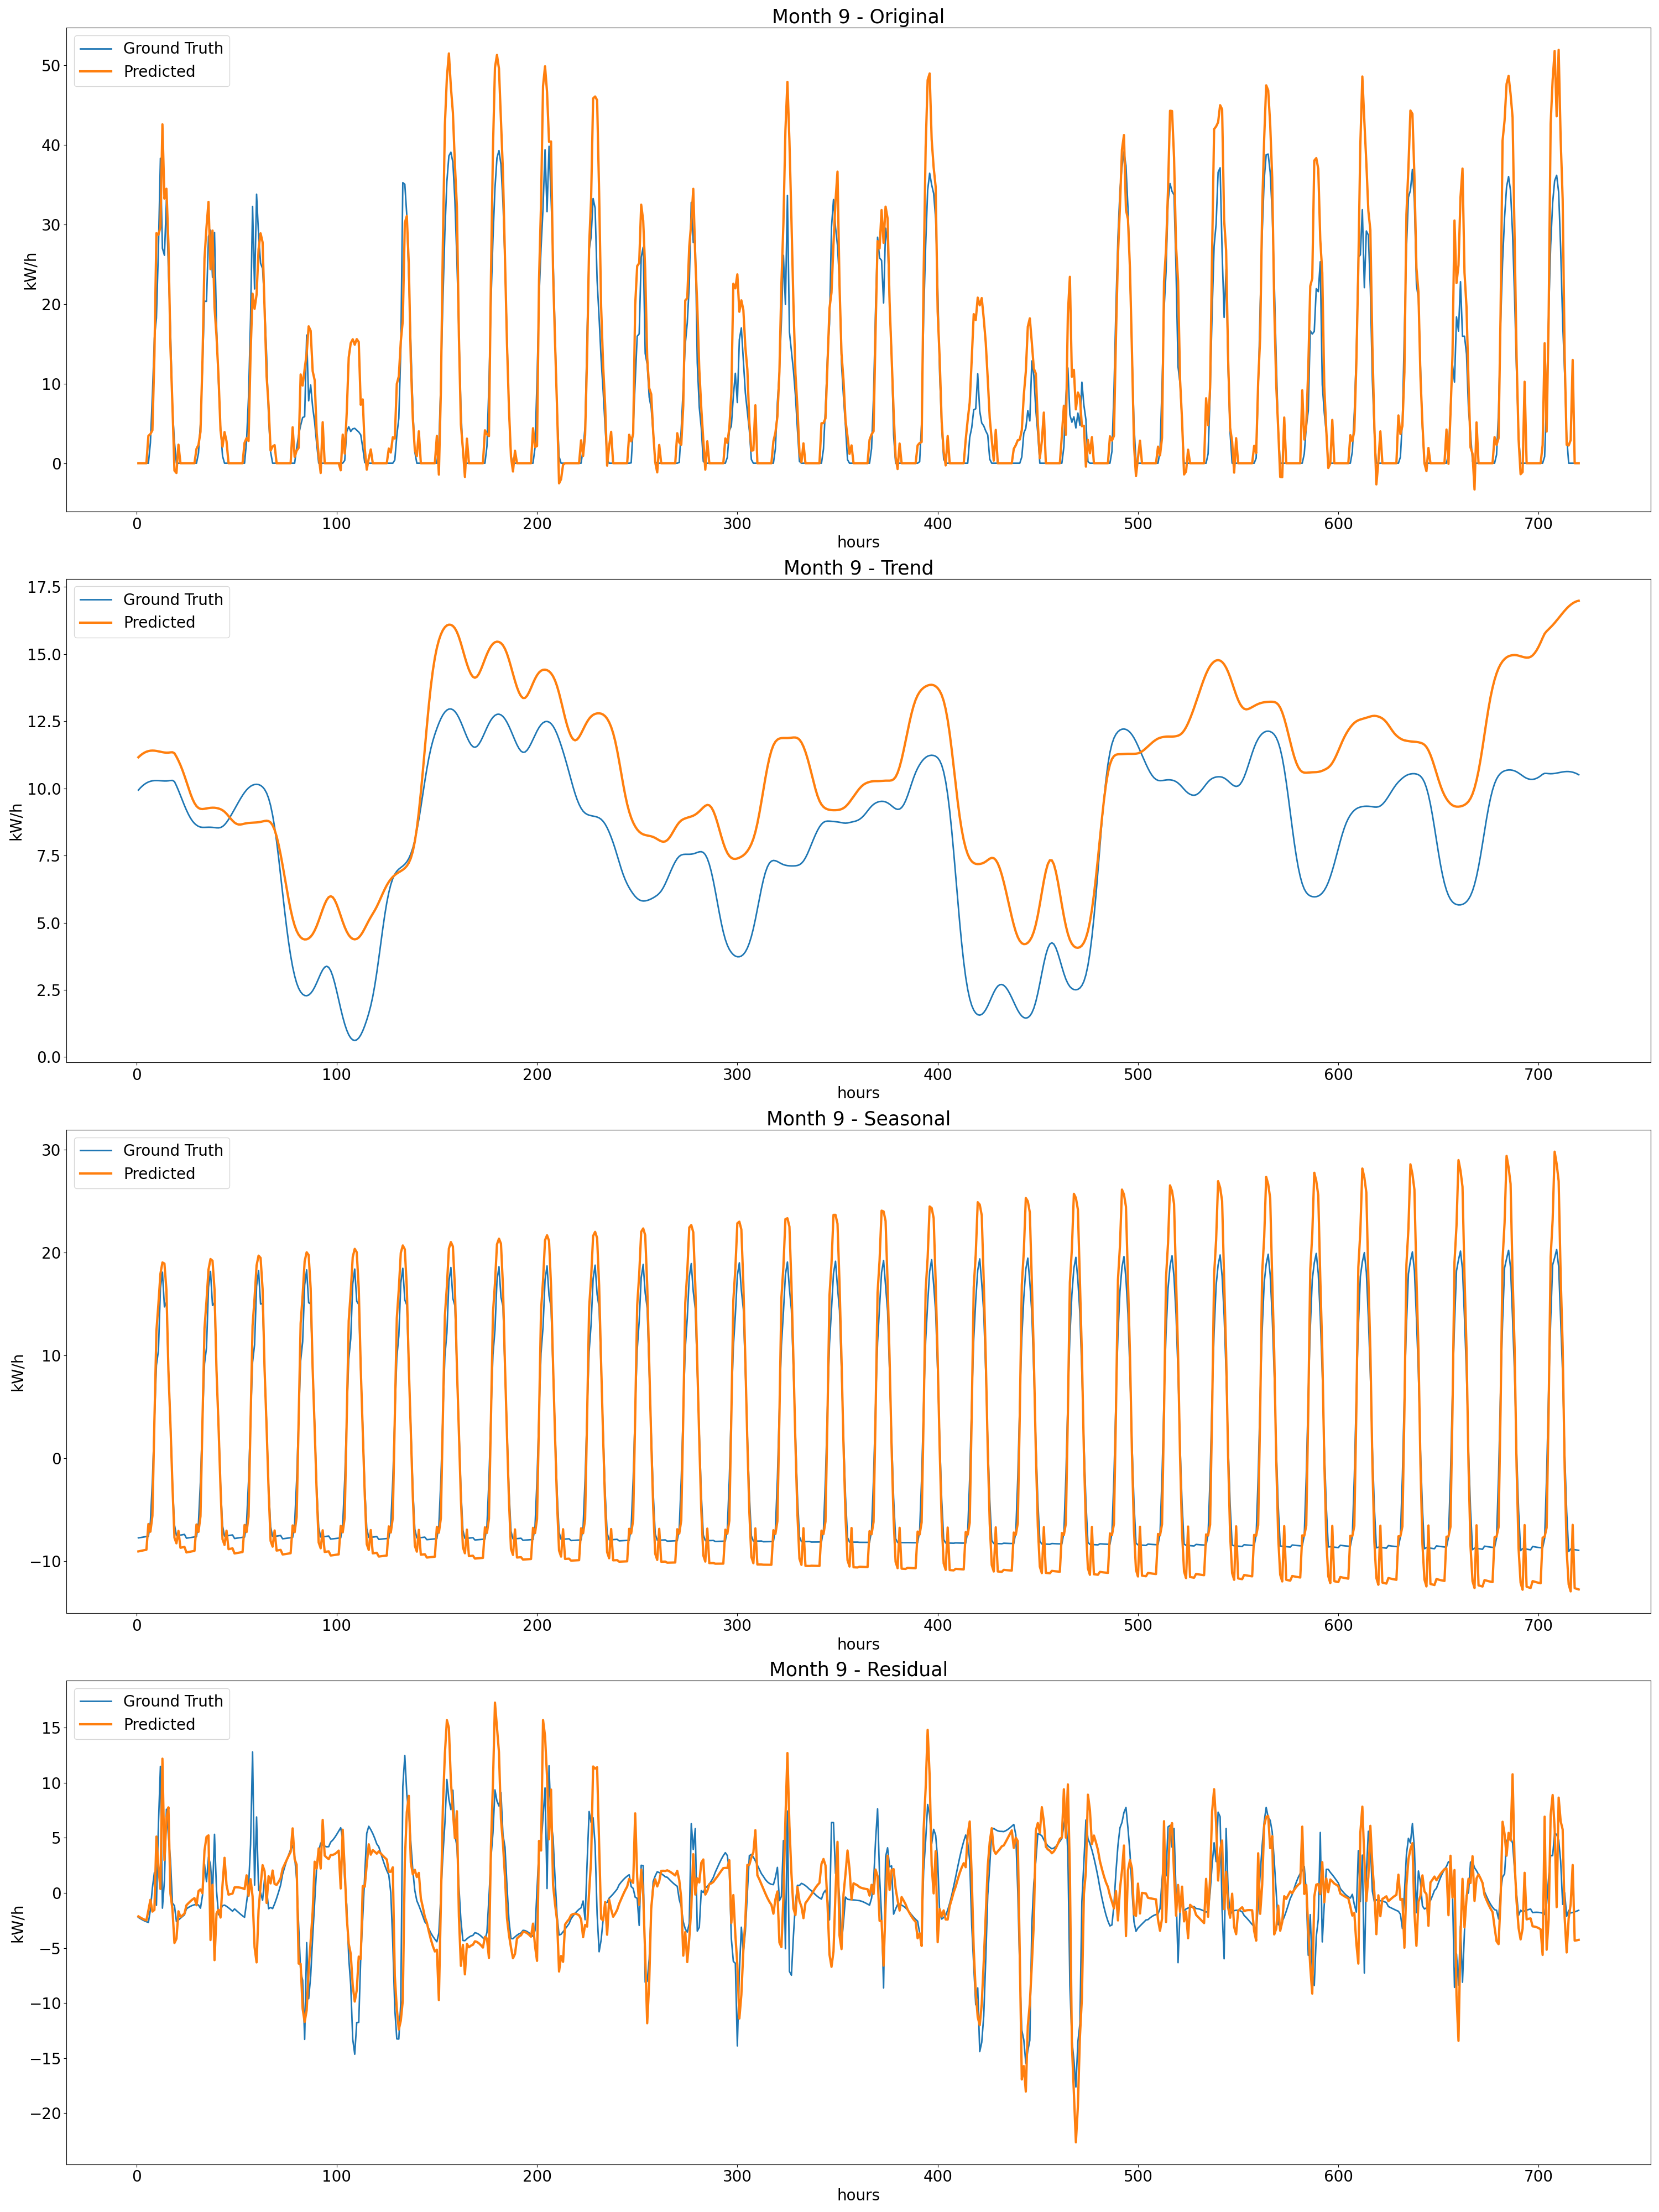 Month 9 - Original
Ground Truth
Predicted
50
40
30
20
10
0
kW/h
0 100 200 300 400 500 600 700
hours
Month 9 - Trend
Ground Truth
Predicted
17.5
15.0
12.5
10.0
7.5
5.0
2.5
0.0
kW/h
0 100 200 300 400 500 600 700
hours
Month 9 - Seasonal
Ground Truth
Predicted
30
20
10
0
−10
kW/h
0 100 200 300 400 500 600 700
hours
Month 9 - Residual
Ground Truth
Predicted
15
10
5
0
−5
−10
−15
−20
kW/h
0 100 200 300 400 500 600 700
hours